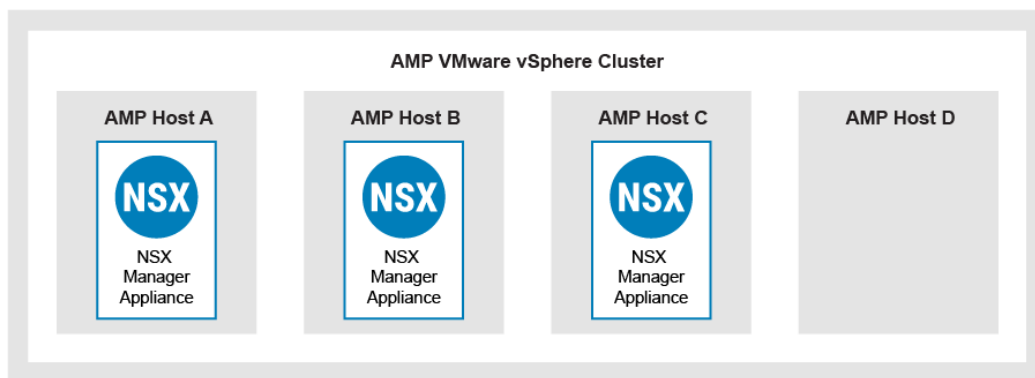 AMP VMware vSphere Cluster
AMP Host A
AMP Host B
AMP Host C
AMP Host D
NSX
NSX
Manager
Appliance
NSX
NSX
Manager
Appliance
NSX
NSX
Manager
Appliance